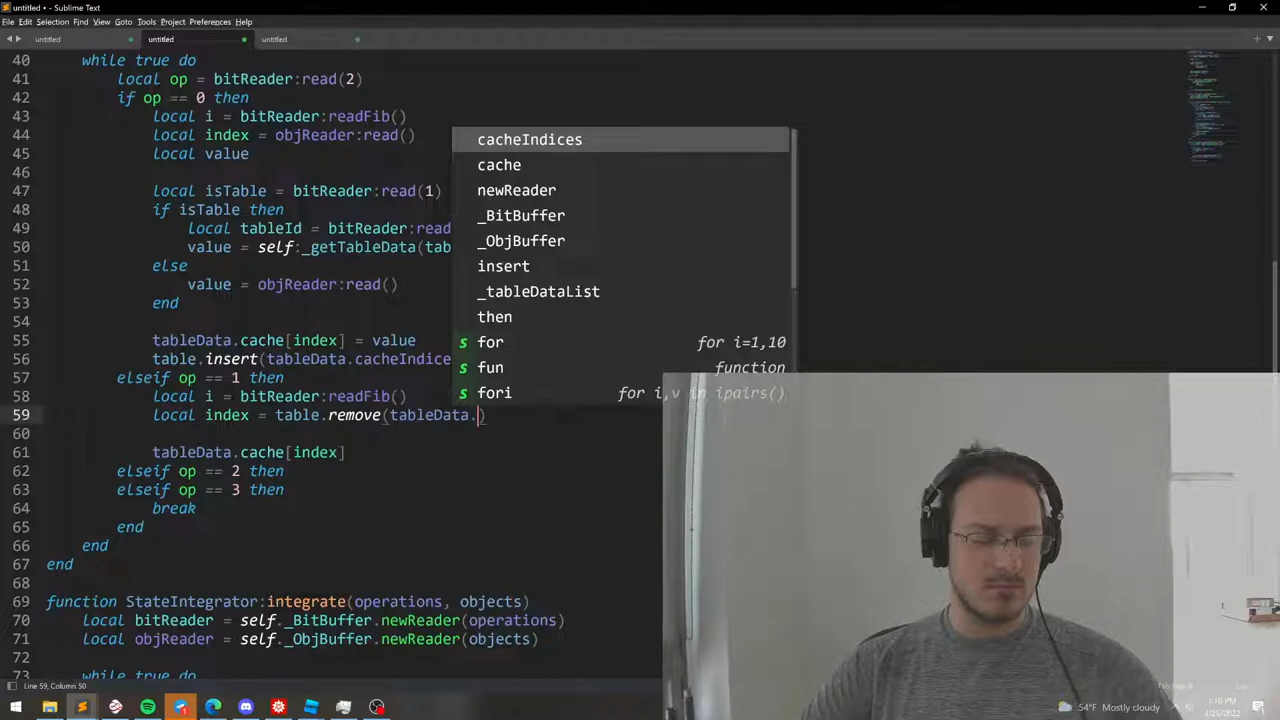 untitled • - Sublime Text
File Edit Selection Find View Goto Tools Project Preferences Help
untitled untitled untitled
40 while true do
41 local op = bitReader:read(2)
42 if op == 0 then
43 local i = bitReader:readFib()
44 local index = objReader:read()
45 local value
46
47 local isTable = bitReader:read(1)
48 if isTable then
49 local tableId = bitReader:read
50 value = self:_getTableData(tab
51 else
52 value = objReader:read()
53 end
54
55 tableData.cache[index] = value
56 table.insert(tableData.cacheIndice
57 elseif op == 1 then
58 local i = bitReader:readFib()
59 local index = table.remove(tableData.)
60
61 tableData.cache[index]
62 elseif op == 2 then
63 elseif op == 3 then
64 break
65 end
66 end
67 end
68
69 function StateIntegrator:integrate(operations, objects)
70 local bitReader = self._BitBuffer.newReader(operations)
71 local objReader = self._ObjBuffer.newReader(objects)
72
73 while true do
cacheIndices
cache
newReader
_BitBuffer
_ObjBuffer
insert
_tableDataList
then
s for for i=1,10
s fun function
s fori for i,v in ipairs()
Line 59, Column 50
54°F Mostly cloudy